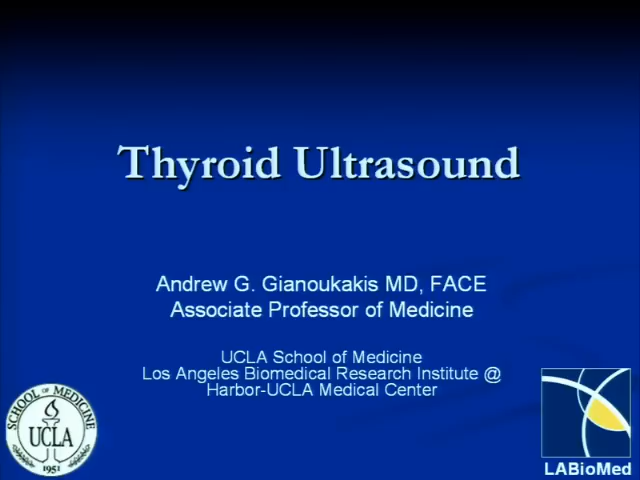 Thyroid Ultrasound
Andrew G. Gianoukakis MD, FACE
Associate Professor of Medicine
UCLA School of Medicine
Los Angeles Biomedical Research Institute @
Harbor-UCLA Medical Center
SCHOOL OF MEDICINE
UCLA
1951
LABioMed